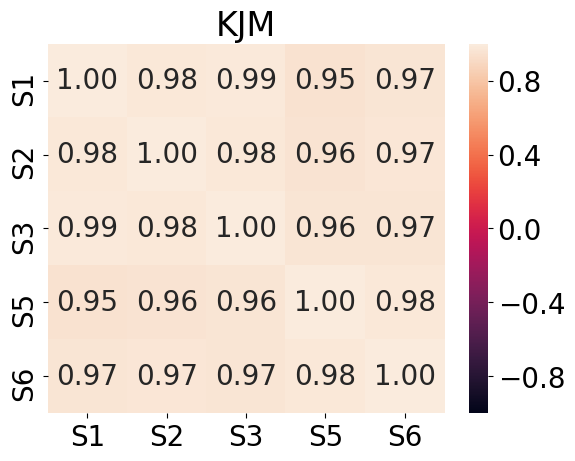 KJM
S1 1.00 0.98 0.99 0.95 0.97
S2 0.98 1.00 0.98 0.96 0.97
S3 0.99 0.98 1.00 0.96 0.97
S5 0.95 0.96 0.96 1.00 0.98
S6 0.97 0.97 0.97 0.98 1.00
S1 S2 S3 S5 S6
0.8
0.4
0.0
−0.4
−0.8